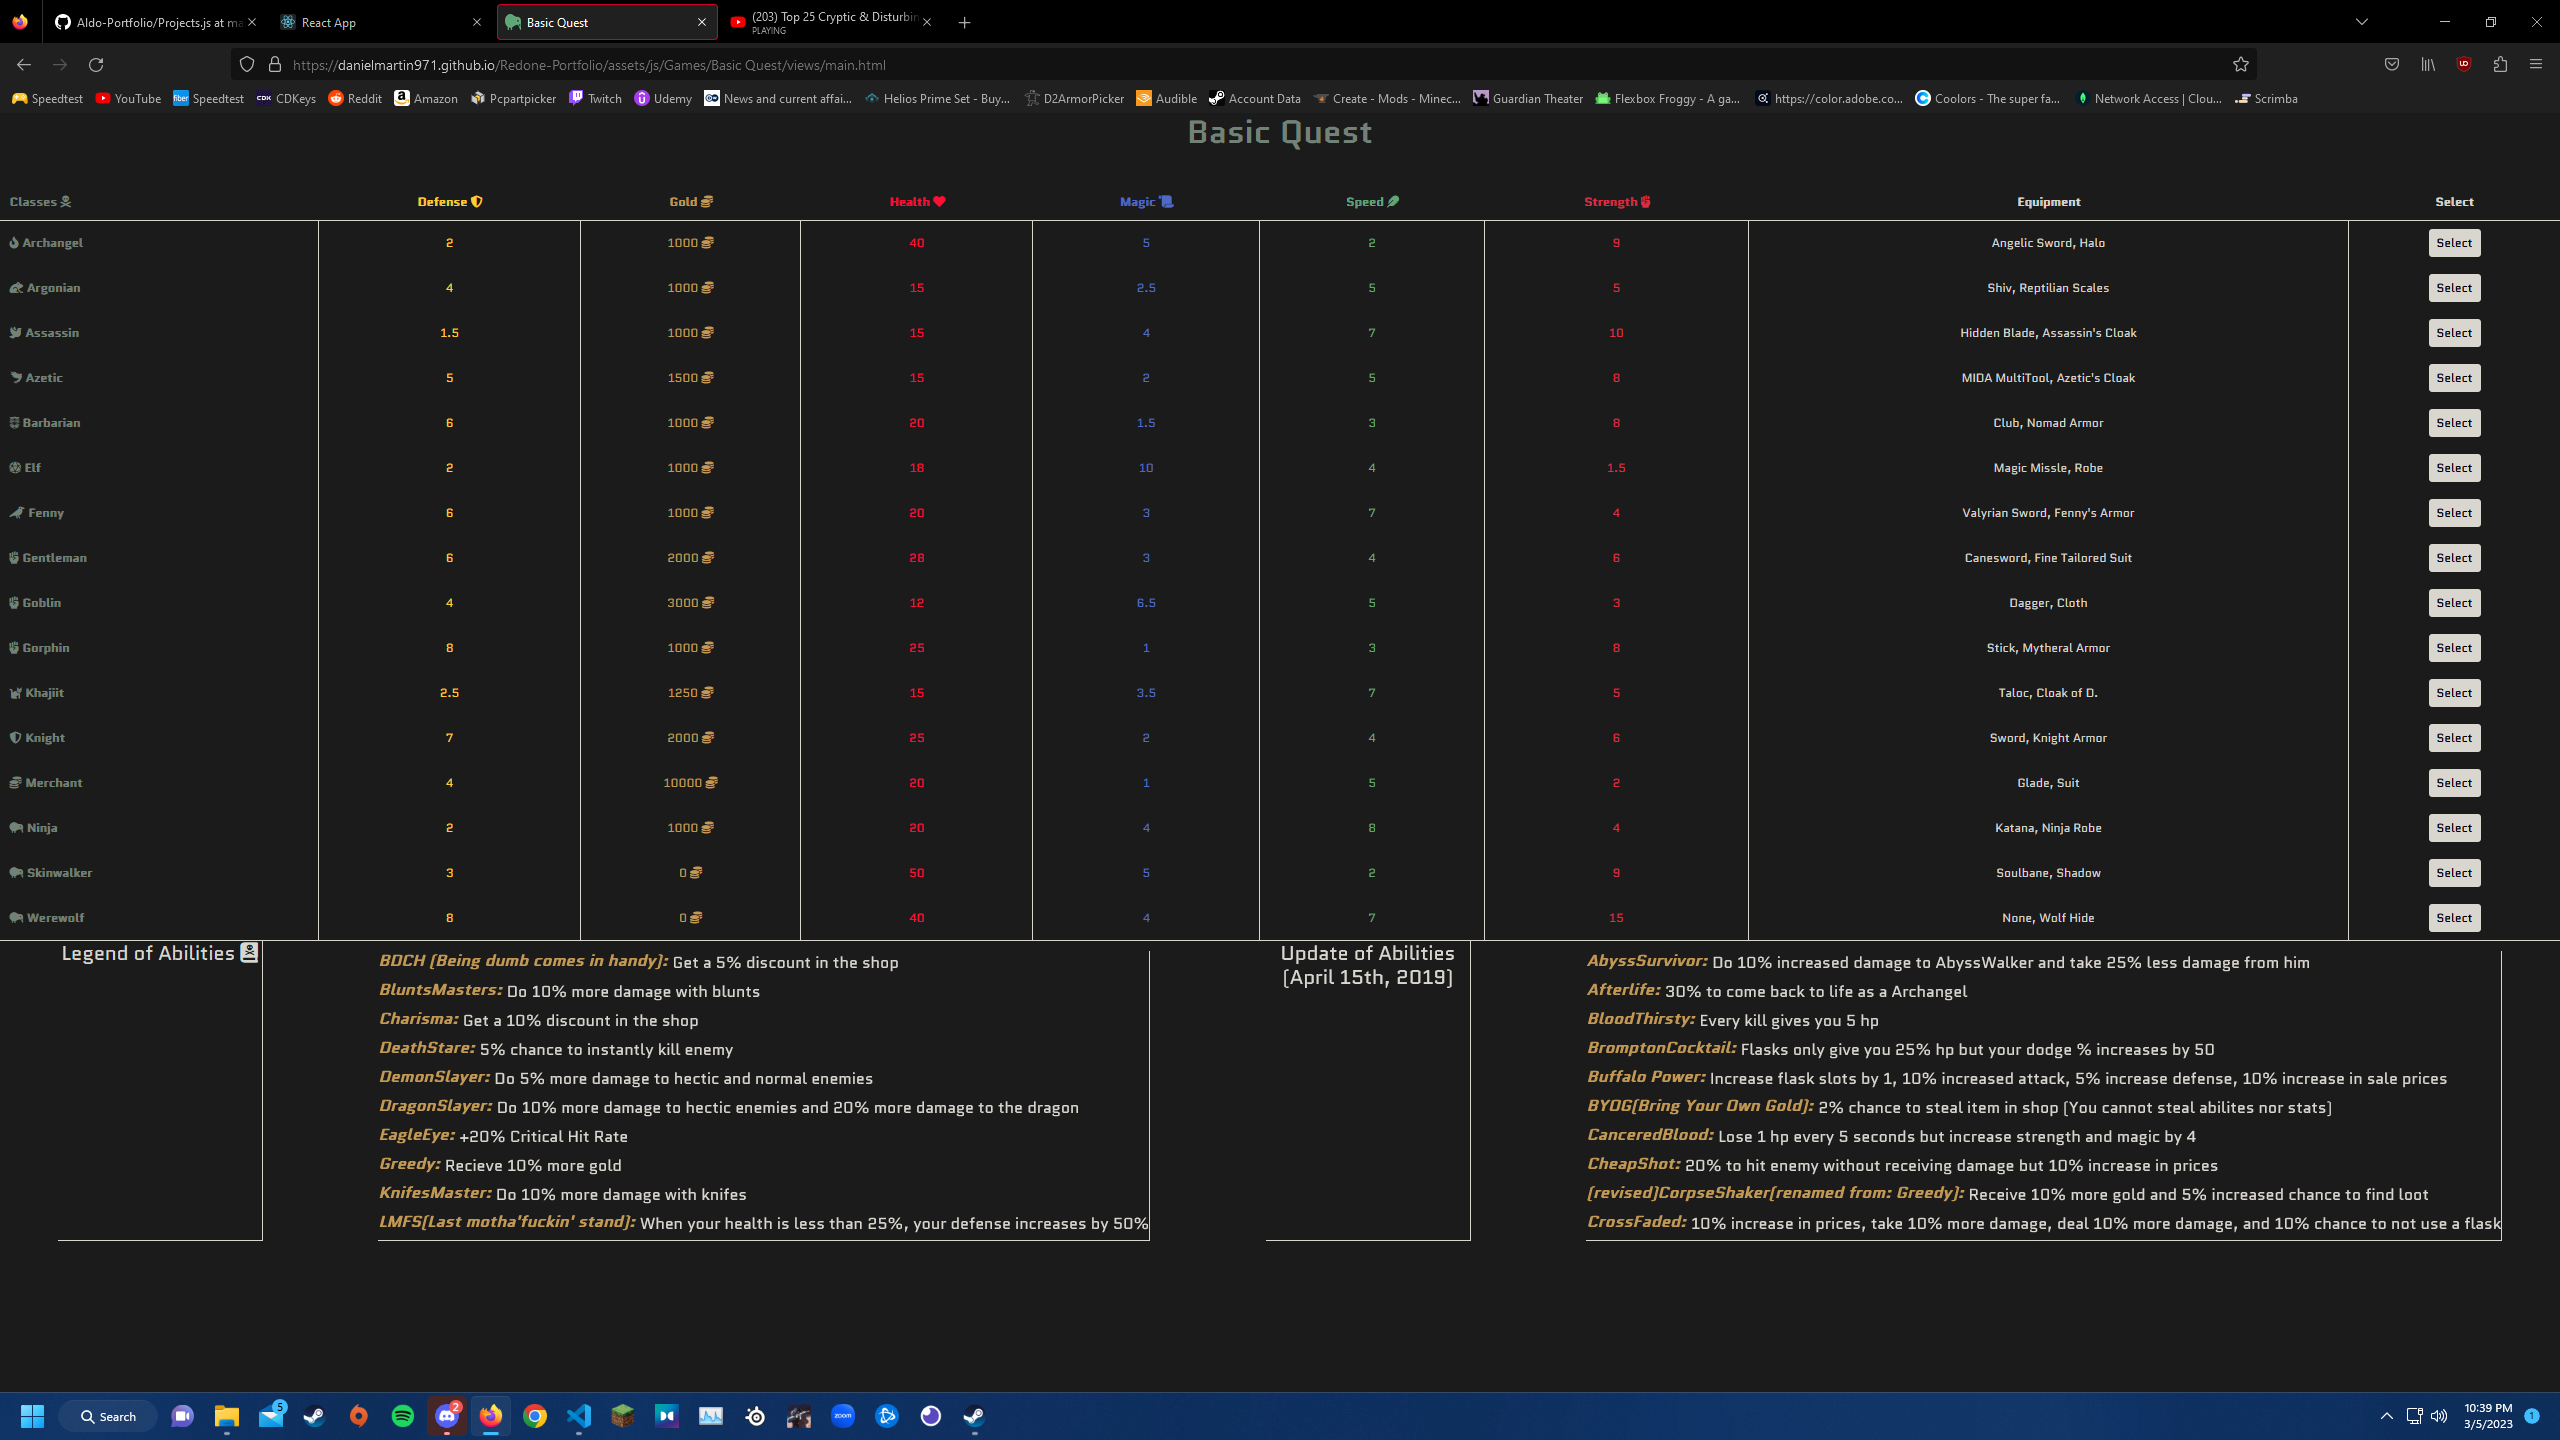 Aldo-Portfolio/Projects.js at ma
React App
Basic Quest
(203) Top 25 Cryptic & Disturbin
PLAYING
https://danielmartin971.github.io/Redone-Portfolio/assets/js/Games/Basic Quest/views/main.html
Speedtest YouTube Speedtest CDKeys Reddit Amazon Pcpartpicker Twitch Udemy News and current affai... Helios Prime Set - Buy... D2ArmorPicker Audible Account Data Create - Mods - Minec... Guardian Theater Flexbox Froggy - A ga... https://color.adobe.co... Coolors - The super fa... Network Access | Clou... Scrimba
Basic Quest
Classes Defense Gold Health Magic Speed Strength Equipment Select
Archangel 2 1000 40 5 2 9 Angelic Sword, Halo Select
Argonian 4 1000 15 2.5 5 5 Shiv, Reptilian Scales Select
Assassin 1.5 1000 15 4 7 10 Hidden Blade, Assassin's Cloak Select
Azetic 5 1500 15 2 5 8 MIDA MultiTool, Azetic's Cloak Select
Barbarian 6 1000 20 1.5 3 8 Club, Nomad Armor Select
Elf 2 1000 18 10 4 1.5 Magic Missle, Robe Select
Fenny 6 1000 20 3 7 4 Valyrian Sword, Fenny's Armor Select
Gentleman 6 2000 28 3 4 6 Canesword, Fine Tailored Suit Select
Goblin 4 3000 12 6.5 5 3 Dagger, Cloth Select
Gorphin 8 1000 25 1 3 8 Stick, Mytheral Armor Select
Khajiit 2.5 1250 15 3.5 7 5 Taloc, Cloak of D. Select
Knight 7 2000 25 2 4 6 Sword, Knight Armor Select
Merchant 4 10000 20 1 5 2 Glade, Suit Select
Ninja 2 1000 20 4 8 4 Katana, Ninja Robe Select
Skinwalker 3 0 50 5 2 9 Soulbane, Shadow Select
Werewolf 8 0 40 4 7 15 None, Wolf Hide Select
Legend of Abilities
BDCH (Being dumb comes in handy): Get a 5% discount in the shop
BluntsMasters: Do 10% more damage with blunts
Charisma: Get a 10% discount in the shop
DeathStare: 5% chance to instantly kill enemy
DemonSlayer: Do 5% more damage to hectic and normal enemies
DragonSlayer: Do 10% more damage to hectic enemies and 20% more damage to the dragon
EagleEye: +20% Critical Hit Rate
Greedy: Recieve 10% more gold
KnifesMaster: Do 10% more damage with knifes
LMFS(Last motha'fuckin' stand): When your health is less than 25%, your defense increases by 50%
Update of Abilities
(April 15th, 2019)
AbyssSurvivor: Do 10% increased damage to AbyssWalker and take 25% less damage from him
Afterlife: 30% to come back to life as a Archangel
BloodThirsty: Every kill gives you 5 hp
BromptonCocktail: Flasks only give you 25% hp but your dodge % increases by 50
Buffalo Power: Increase flask slots by 1, 10% increased attack, 5% increase defense, 10% increase in sale prices
BYOG(Bring Your Own Gold): 2% chance to steal item in shop (You cannot steal abilites nor stats)
CanceredBlood: Lose 1 hp every 5 seconds but increase strength and magic by 4
CheapShot: 20% to hit enemy without receiving damage but 10% increase in prices
(revised)CorpseShaker(renamed from: Greedy): Receive 10% more gold and 5% increased chance to find loot
CrossFaded: 10% increase in prices, take 10% more damage, deal 10% more damage, and 10% chance to not use a flask
Search
5
2
zoom
10:39 PM
3/5/2023
1